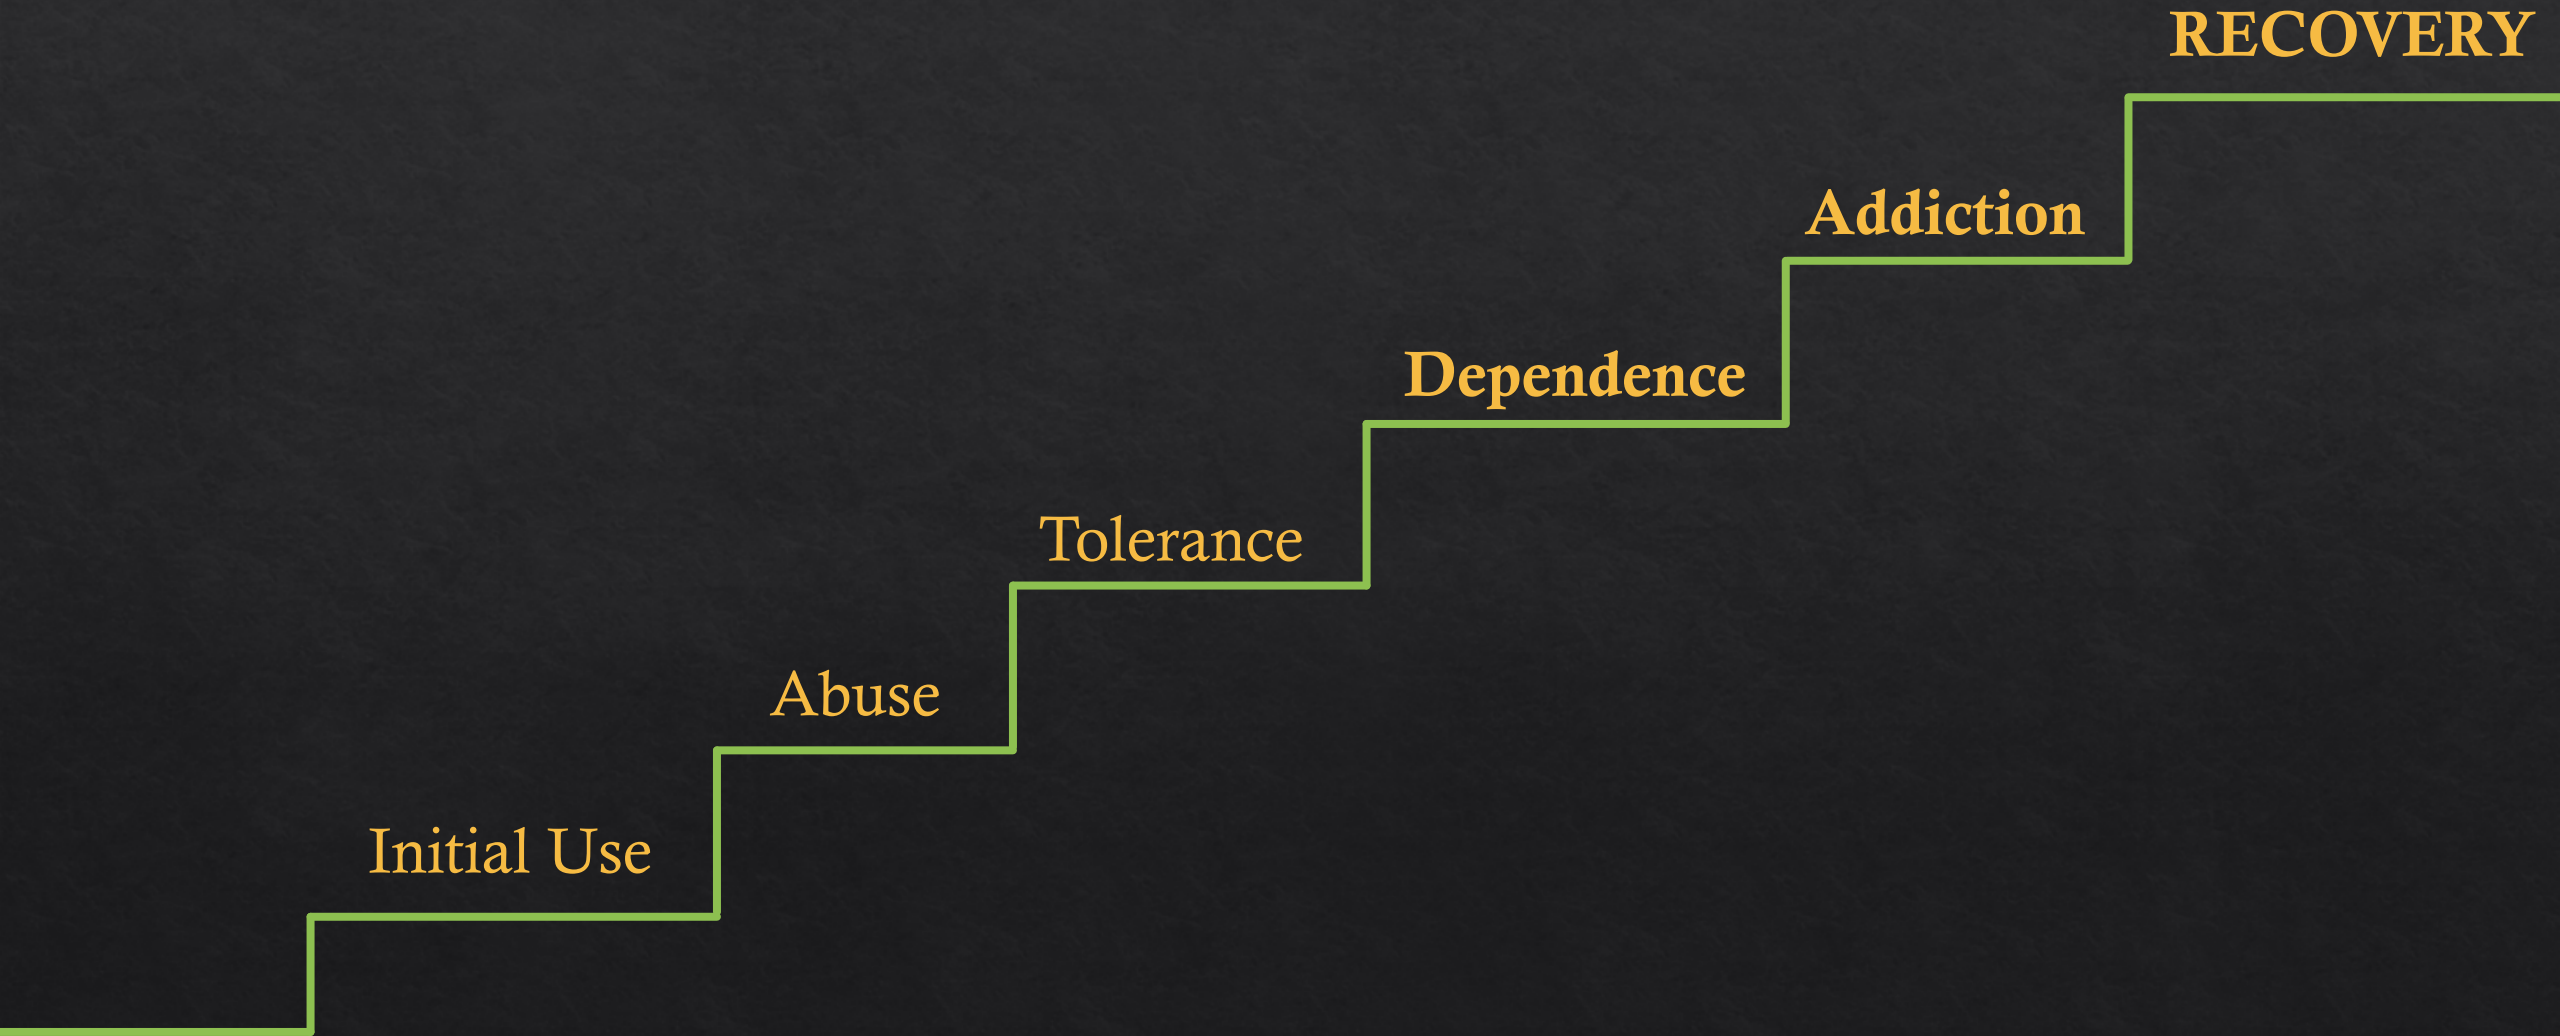 RECOVERY
Addiction
Dependence
Tolerance
Abuse
Initial Use